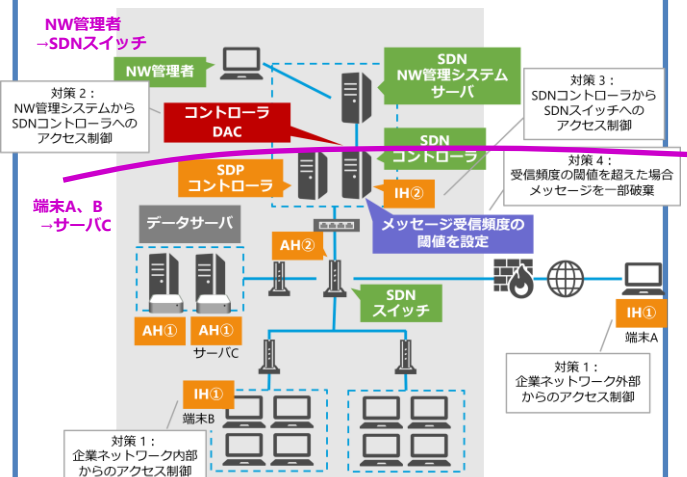 NW管理者
→SDNスイッチ
NW管理者
SDN
NW管理システム
サーバ
対策 2：
NW管理システムから
SDNコントローラへの
アクセス制御
対策 3：
SDNコントローラから
SDNスイッチへの
アクセス制御
コントローラ
DAC
SDN
コントローラ
SDP
コントローラ
IH②
対策 4：
受信頻度の閾値を超えた場合
メッセージを一部破棄
端末A、B
→サーバC
データサーバ
メッセージ受信頻度の
閾値を設定
AH②
SDN
スイッチ
AH①
AH①
サーバC
IH①
端末A
対策 1：
企業ネットワーク外部
からのアクセス制御
IH①
端末B
対策 1：
企業ネットワーク内部
からのアクセス制御